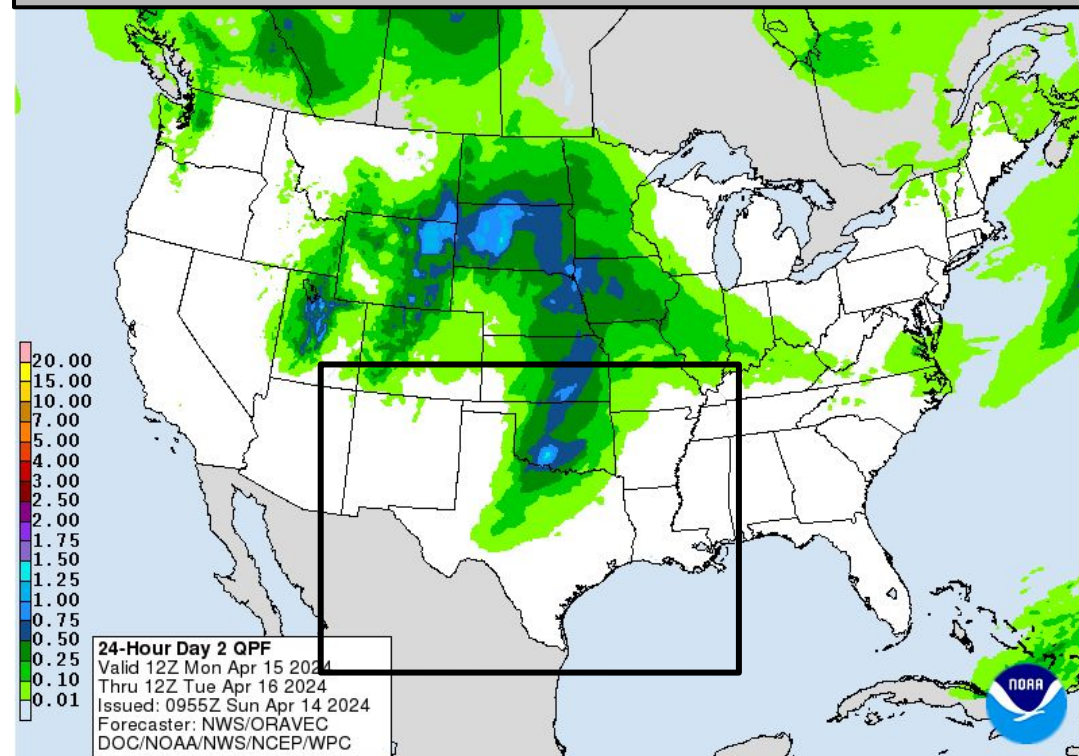 20.00
15.00
10.00
7.00
5.00
4.00
3.00
2.50
2.00
1.75
1.50
1.25
1.00
0.75
0.50
0.25
0.10
0.01
24-Hour Day 2 QPF
Valid 12Z Mon Apr 15 2024
Thru 12Z Tue Apr 16 2024
Issued: 0955Z Sun Apr 14 2024
Forecaster: NWS/ORAVEC
DOC/NOAA/NWS/NCEP/WPC
NOAA